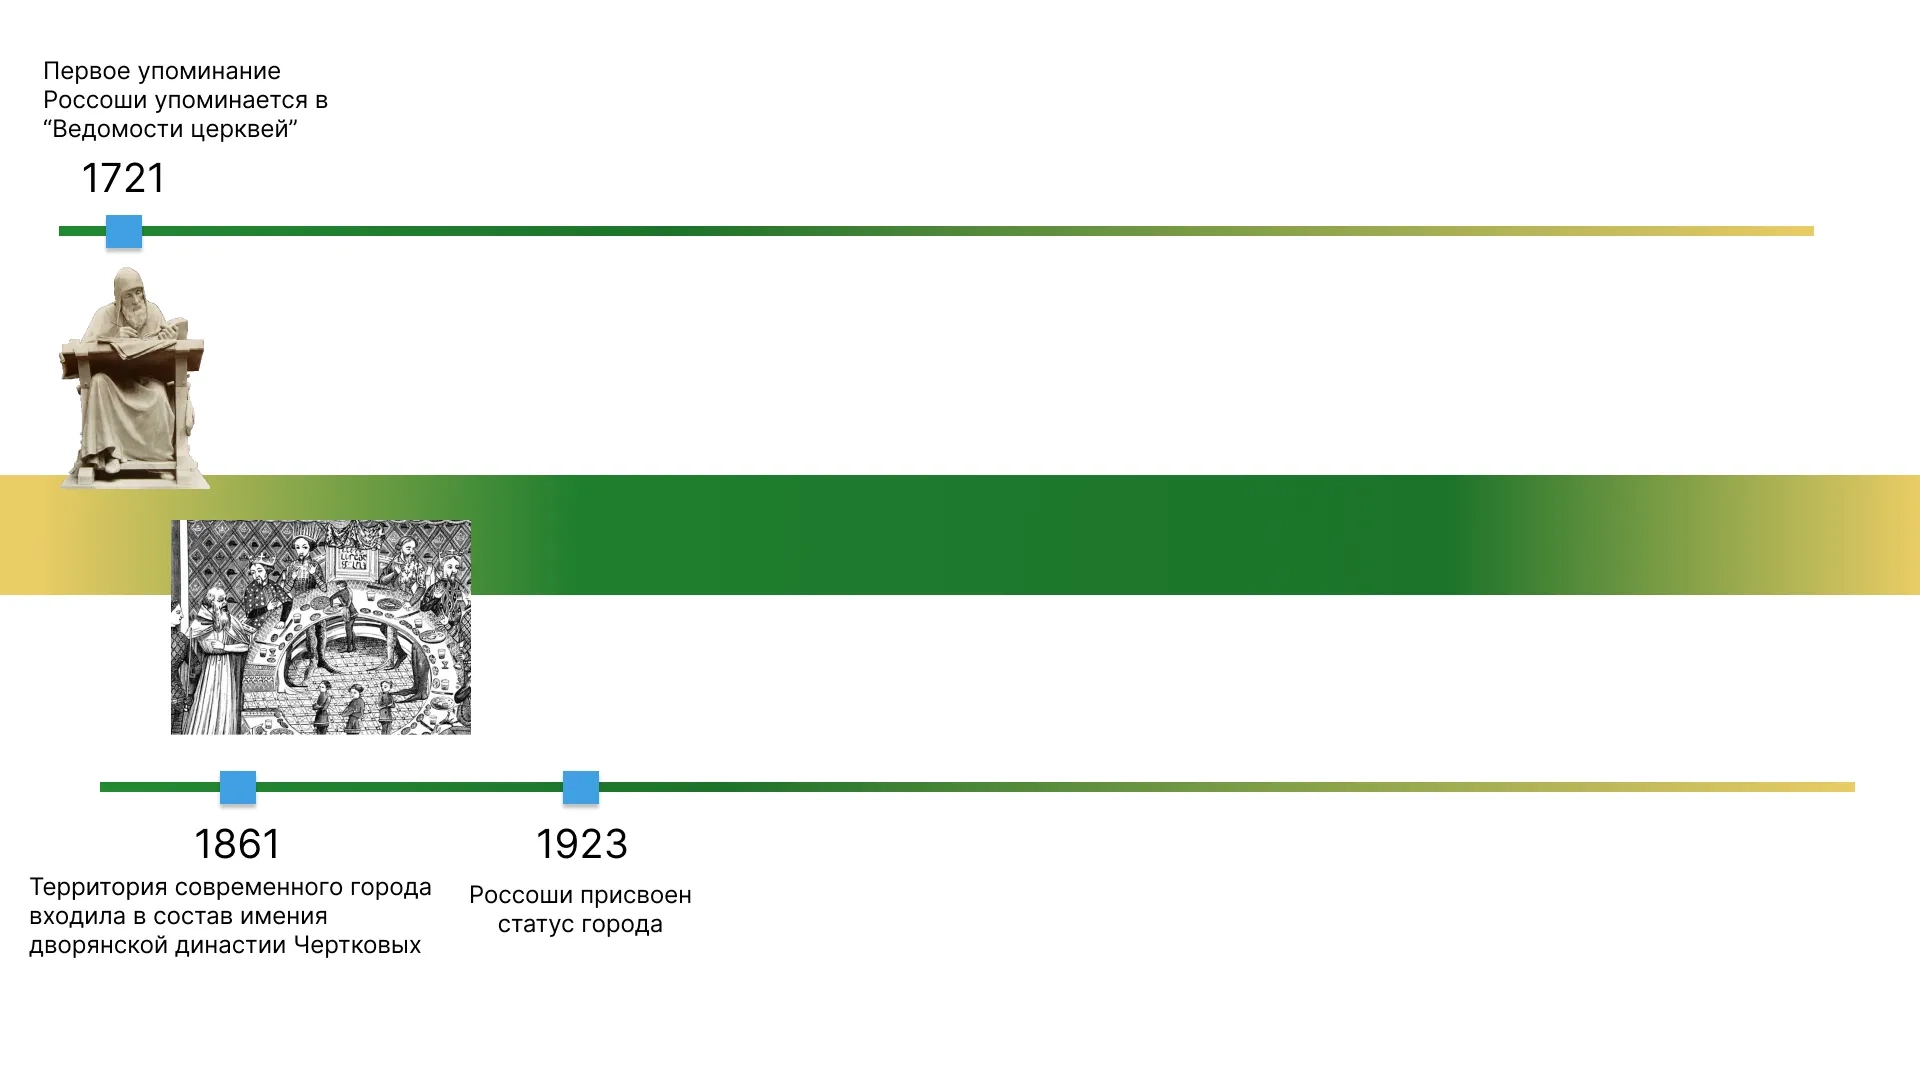 Первое упоминание
Россоши упоминается в
“Ведомости церквей”
1721
1861
Территория современного города
входила в состав имения
дворянской династии Чертковых
1923
Россоши присвоен
статус города